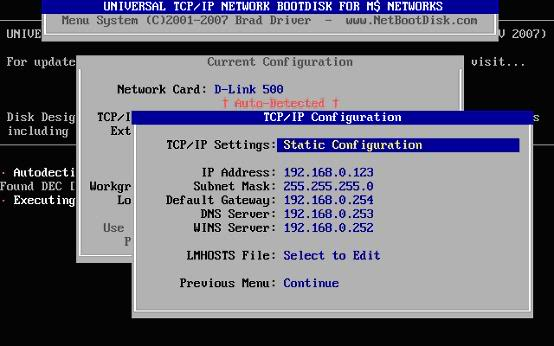 UNIVERSAL TCP/IP NETWORK BOOTDISK FOR M$ NETWORKS
Menu System (C)2001-2007 Brad Driver - www.NetBootDisk.com
UNIVE
2007)
For update
visit...
Current Configuration
Network Card: D-Link 500
† Auto-Detected †
Disk Desig
TCP/I
including
Ext
TCP/IP Configuration
TCP/IP Settings: Static Configuration
· Autodecti
IP Address: 192.168.0.123
Found DEC
Workgr
Subnet Mask: 255.255.255.0
· Executing
Lo
Default Gateway: 192.168.0.254
DNS Server: 192.168.0.253
Use
WINS Server: 192.168.0.252
P
LMHOSTS File: Select to Edit
Previous Menu: Continue